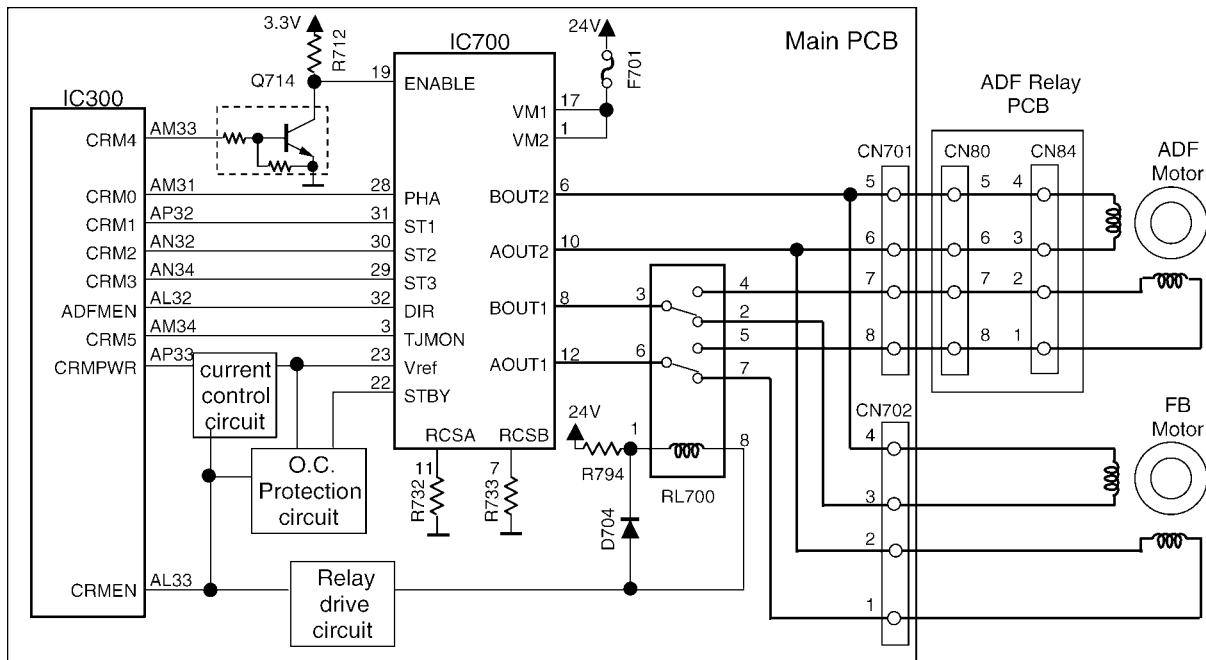 3.3V
R712
IC700
24V
F701
Main PCB
Q714
19
ENABLE
IC300
CRM4
AM33
VM1
17
VM2
1
ADF Relay
PCB
CN701
CN80
CN84
ADF
Motor
CRM0
AM31
28
PHA
BOUT2
6
5
5
4
CRM1
AP32
31
ST1
CRM2
AN32
30
ST2
AOUT2
10
6
6
3
CRM3
AN34
29
ST3
4
7
7
2
ADFMEN
AL32
32
DIR
BOUT1
8
3
2
CRM5
AM34
3
TJMON
5
8
8
1
CRMPWR
AP33
23
Vref
AOUT1
12
6
7
22
STBY
current
control
circuit
24V
CN702
FB
Motor
RCSA
RCSB
1
8
4
O.C.
Protection
circuit
11
R732
7
R733
R794
RL700
3
D704
2
CRMEN
AL33
Relay
drive
circuit
1